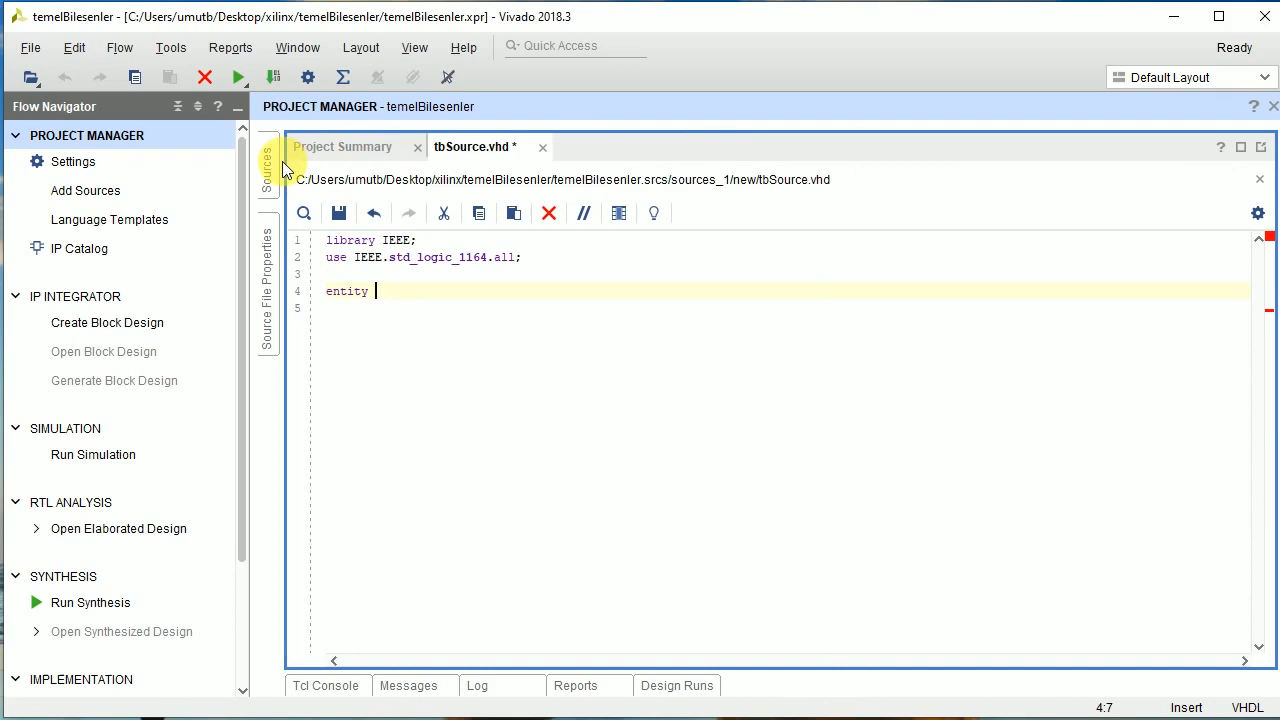 temelBilesenler - [C:/Users/umutb/Desktop/xilinx/temelBilesenler/temelBilesenler.xpr] - Vivado 2018.3
File Edit Flow Tools Reports Window Layout View Help Quick Access Ready
Default Layout
Flow Navigator
PROJECT MANAGER - temelBilesenler
PROJECT MANAGER
Settings
Add Sources
Language Templates
IP Catalog
IP INTEGRATOR
Create Block Design
Open Block Design
Generate Block Design
SIMULATION
Run Simulation
RTL ANALYSIS
Open Elaborated Design
SYNTHESIS
Run Synthesis
Open Synthesized Design
IMPLEMENTATION
Sources
Source File Properties
Project Summary
tbSource.vhd *
C:/Users/umutb/Desktop/xilinx/temelBilesenler/temelBilesenler.srcs/sources_1/new/tbSource.vhd
1 library IEEE;
2 use IEEE.std_logic_1164.all;
3
4 entity
5
Tcl Console Messages Log Reports Design Runs
4:7 Insert VHDL